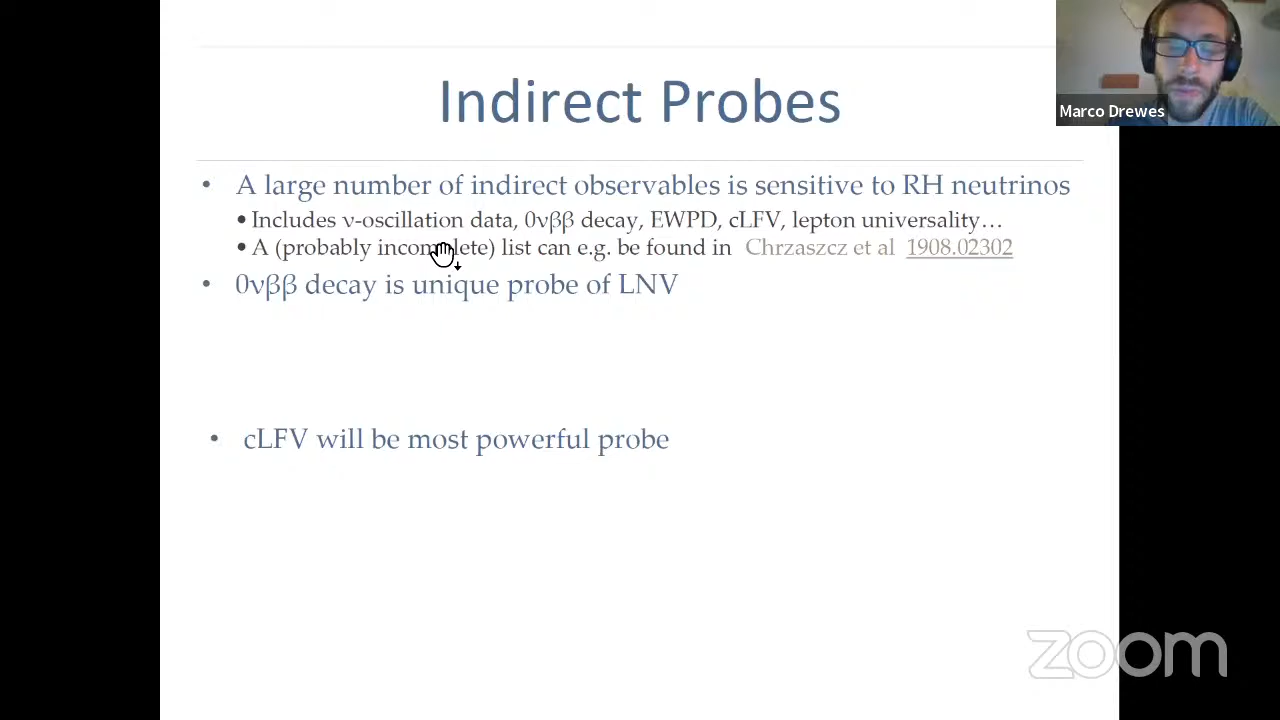 Indirect Probes
Marco Drewes
• A large number of indirect observables is sensitive to RH neutrinos
• Includes ν-oscillation data, 0νββ decay, EWPD, cLFV, lepton universality…
• A (probably incomplete) list can e.g. be found in Chrzaszcz et al 1908.02302
• 0νββ decay is unique probe of LNV
• cLFV will be most powerful probe
zoom